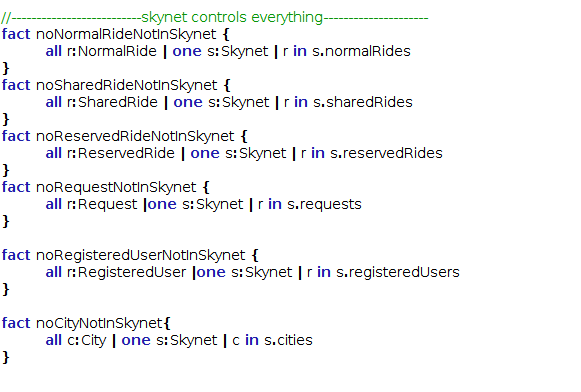 //--------------------------skynet controls everything---------------------
fact noNormalRideNotInSkynet {
all r:NormalRide | one s:Skynet | r in s.normalRides
}
fact noSharedRideNotInSkynet {
all r:SharedRide | one s:Skynet | r in s.sharedRides
}
fact noReservedRideNotInSkynet {
all r:ReservedRide | one s:Skynet | r in s.reservedRides
}
fact noRequestNotInSkynet {
all r:Request |one s:Skynet | r in s.requests
}
fact noRegisteredUserNotInSkynet {
all r:RegisteredUser |one s:Skynet | r in s.registeredUsers
}
fact noCityNotInSkynet{
all c:City | one s:Skynet | c in s.cities
}